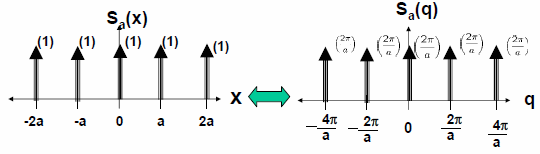 Sa(x)
(1) (1) (1) (1) (1)
-2a -a 0 a 2a x
Sa(q)
(2π/a) (2π/a) (2π/a) (2π/a) (2π/a)
-4π/a -2π/a 0 2π/a 4π/a q